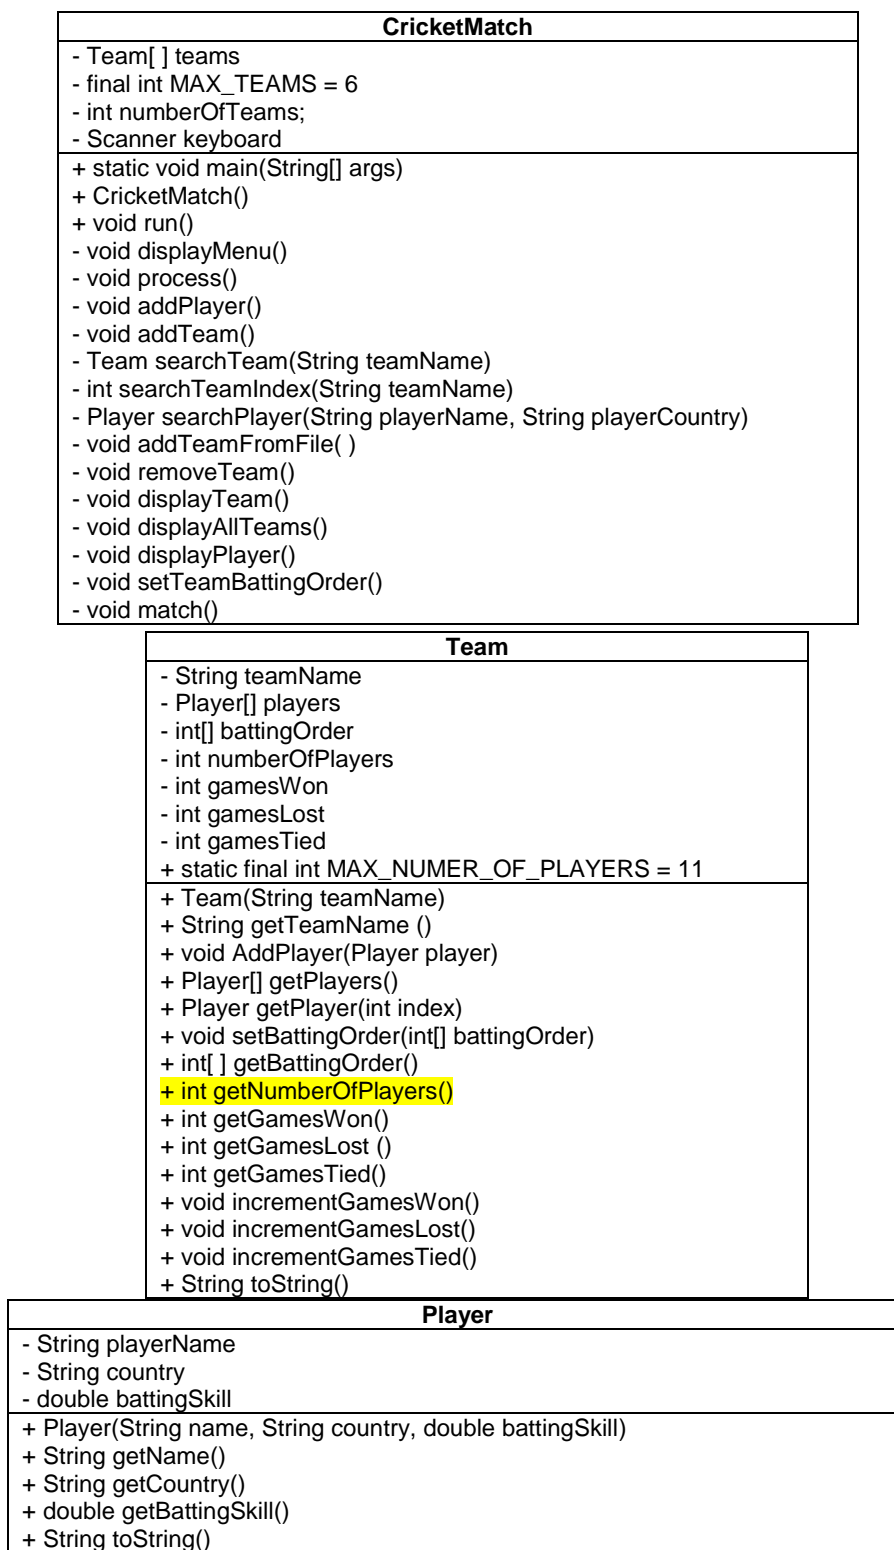 CricketMatch
- Team[ ] teams
- final int MAX_TEAMS = 6
- int numberOfTeams;
- Scanner keyboard
+ static void main(String[] args)
+ CricketMatch()
+ void run()
- void displayMenu()
- void process()
- void addPlayer()
- void addTeam()
- Team searchTeam(String teamName)
- int searchTeamIndex(String teamName)
- Player searchPlayer(String playerName, String playerCountry)
- void addTeamFromFile( )
- void removeTeam()
- void displayTeam()
- void displayAllTeams()
- void displayPlayer()
- void setTeamBattingOrder()
- void match()
Team
- String teamName
- Player[] players
- int[] battingOrder
- int numberOfPlayers
- int gamesWon
- int gamesLost
- int gamesTied
+ static final int MAX_NUMER_OF_PLAYERS = 11
+ Team(String teamName)
+ String getTeamName ()
+ void AddPlayer(Player player)
+ Player[] getPlayers()
+ Player getPlayer(int index)
+ void setBattingOrder(int[] battingOrder)
+ int[ ] getBattingOrder()
+ int getNumberOfPlayers()
+ int getGamesWon()
+ int getGamesLost ()
+ int getGamesTied()
+ void incrementGamesWon()
+ void incrementGamesLost()
+ void incrementGamesTied()
+ String toString()
Player
- String playerName
- String country
- double battingSkill
+ Player(String name, String country, double battingSkill)
+ String getName()
+ String getCountry()
+ double getBattingSkill()
+ String toString()